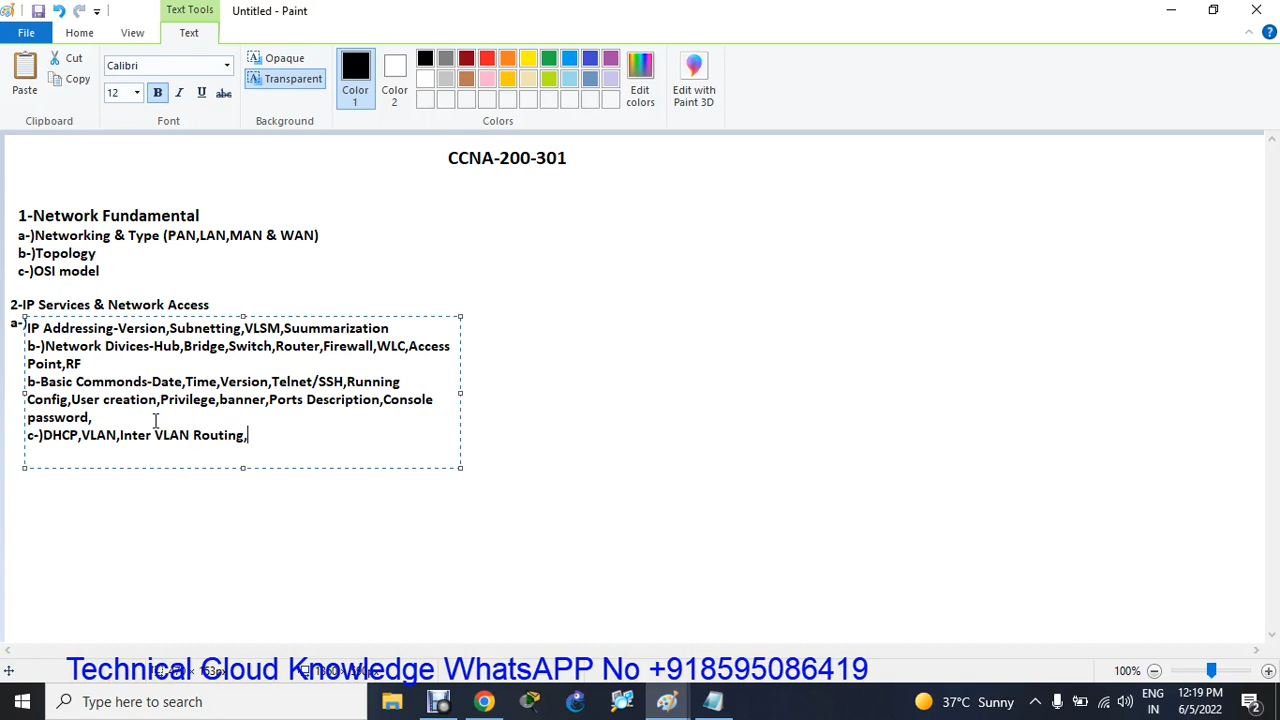 Text Tools
Untitled - Paint
File
Home
View
Text
Paste
Cut
Copy
Clipboard
Calibri
12
B
I
U
abc
Font
Opaque
Transparent
Background
Color 1
Color 2
Edit colors
Colors
Edit with Paint 3D
CCNA-200-301
1-Network Fundamental
a-)Networking & Type (PAN,LAN,MAN & WAN)
b-)Topology
c-)OSI model
2-IP Services & Network Access
a-)
IP Addressing-Version,Subnetting,VLSM,Suummarization
b-)Network Divices-Hub,Bridge,Switch,Router,Firewall,WLC,Access
Point,RF
b-Basic Commonds-Date,Time,Version,Telnet/SSH,Running
Config,User creation,Privilege,banner,Ports Description,Console
password,
c-)DHCP,VLAN,Inter VLAN Routing,
Technical Cloud Knowledge WhatsAPP No +918595086419
100%
Type here to search
37°C Sunny
ENG
IN
12:19 PM
6/5/2022
2